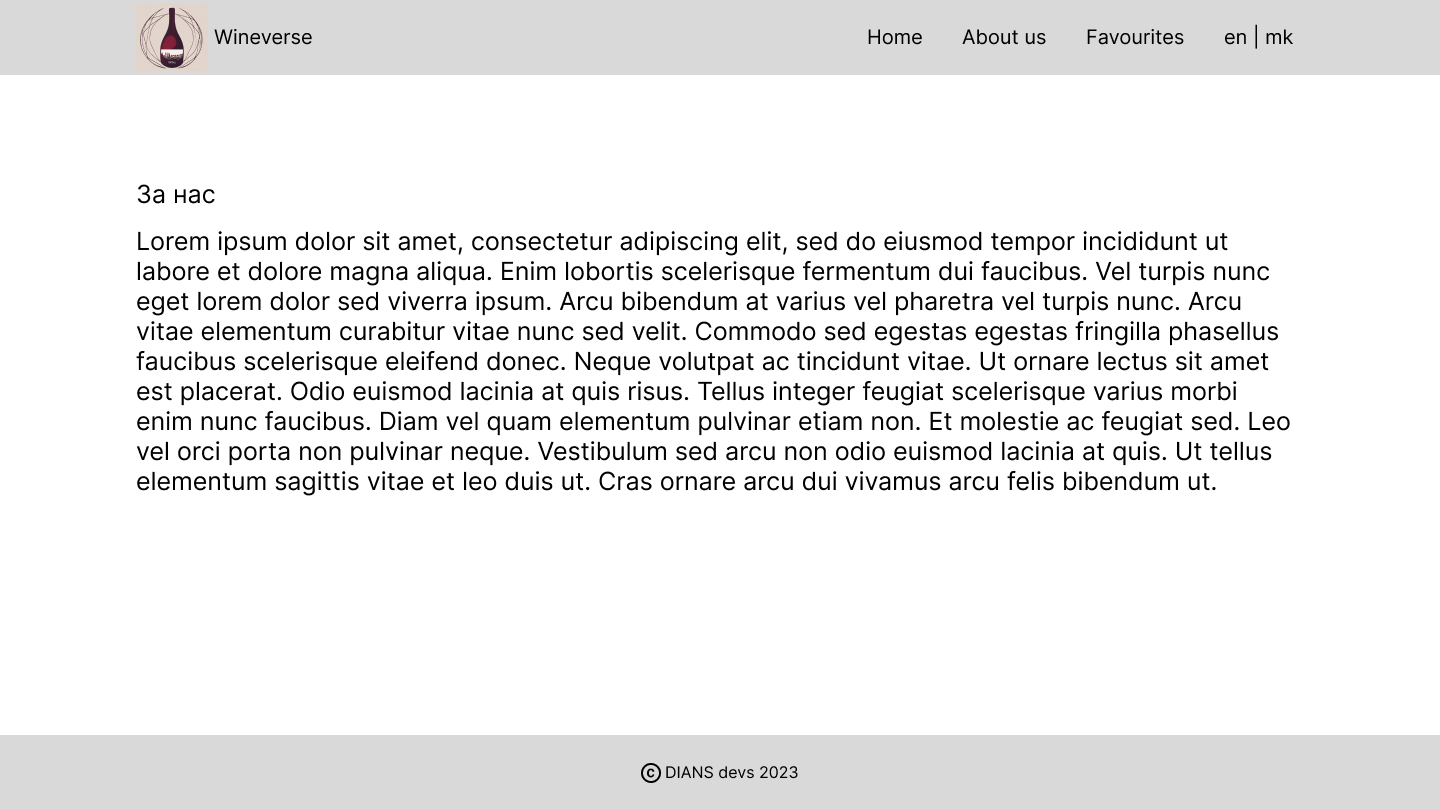 Wineverse
Home
About us
Favourites
en | mk
За нас
Lorem ipsum dolor sit amet, consectetur adipiscing elit, sed do eiusmod tempor incididunt ut
labore et dolore magna aliqua. Enim lobortis scelerisque fermentum dui faucibus. Vel turpis nunc
eget lorem dolor sed viverra ipsum. Arcu bibendum at varius vel pharetra vel turpis nunc. Arcu
vitae elementum curabitur vitae nunc sed velit. Commodo sed egestas egestas fringilla phasellus
faucibus scelerisque eleifend donec. Neque volutpat ac tincidunt vitae. Ut ornare lectus sit amet
est placerat. Odio euismod lacinia at quis risus. Tellus integer feugiat scelerisque varius morbi
enim nunc faucibus. Diam vel quam elementum pulvinar etiam non. Et molestie ac feugiat sed. Leo
vel orci porta non pulvinar neque. Vestibulum sed arcu non odio euismod lacinia at quis. Ut tellus
elementum sagittis vitae et leo duis ut. Cras ornare arcu dui vivamus arcu felis bibendum ut.
© DIANS devs 2023